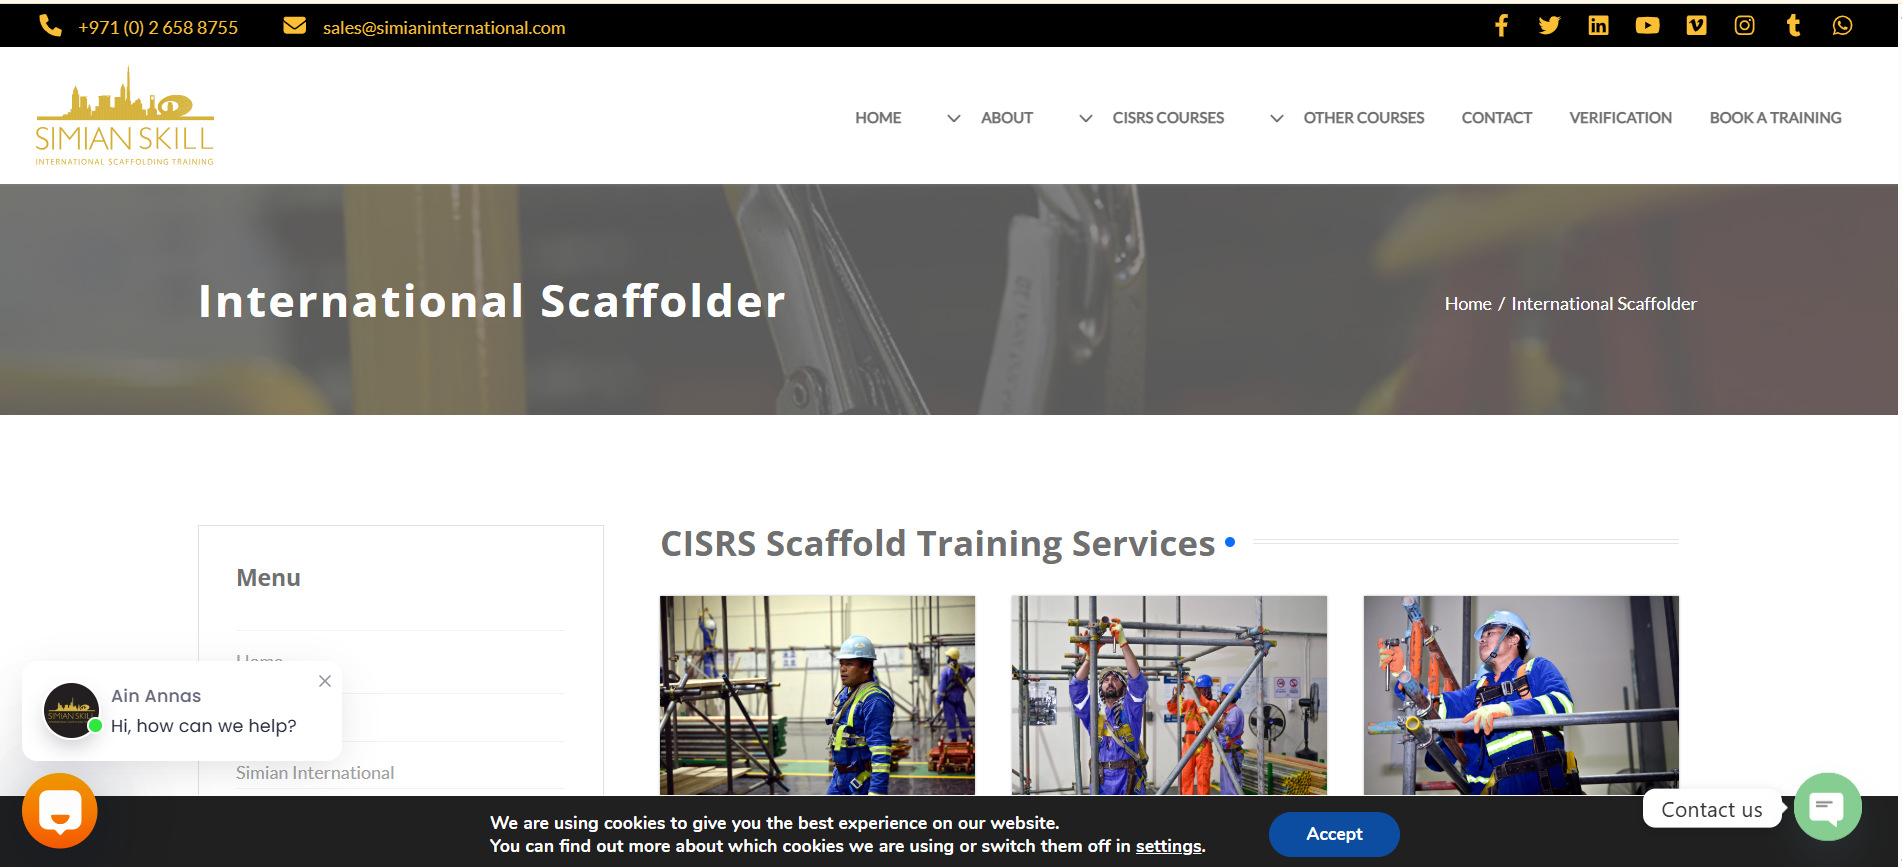 +971 (0) 2 658 8755
sales@simianinternational.com
SIMIAN SKILL
INTERNATIONAL SCAFFOLDING TRAINING
HOME
ABOUT
CISRS COURSES
OTHER COURSES
CONTACT
VERIFICATION
BOOK A TRAINING
International Scaffolder
Home / International Scaffolder
Menu
Home
Simian International
CISRS Scaffold Training Services
Ain Annas
Hi, how can we help?
SIMIAN SKILL
Contact us
We are using cookies to give you the best experience on our website.
You can find out more about which cookies we are using or switch them off in settings.
Accept